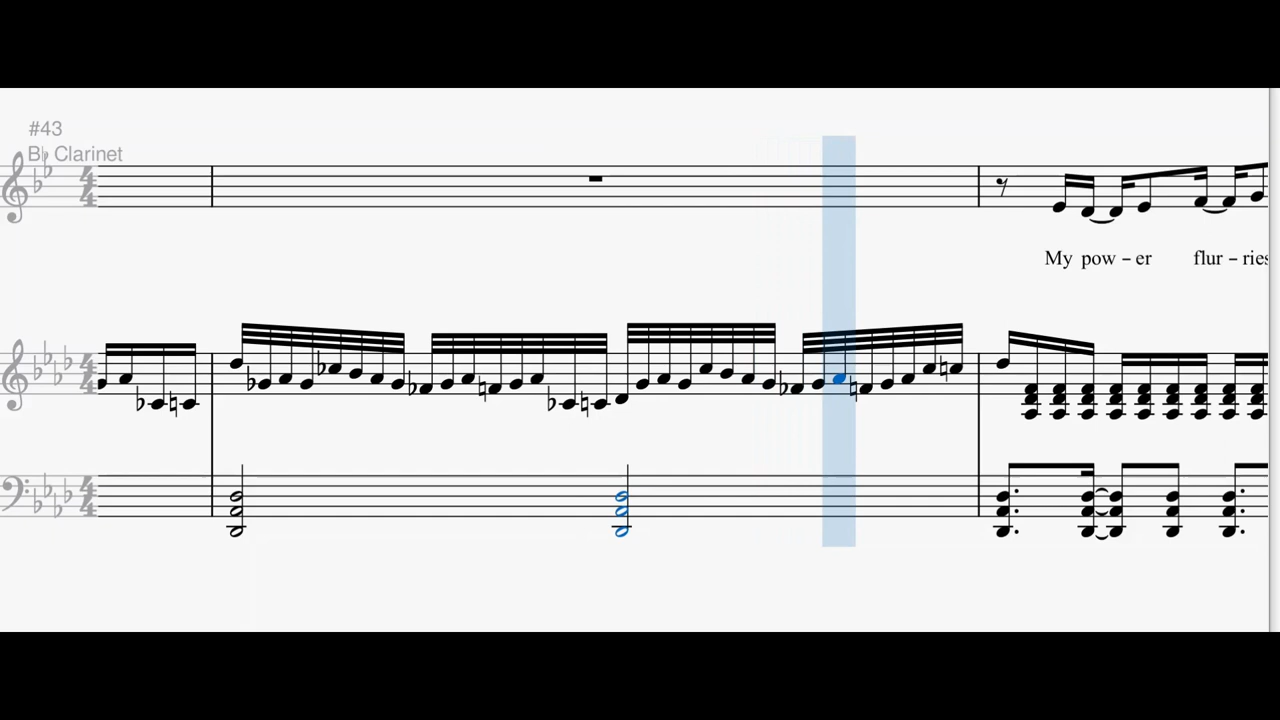 #43
B♭ Clarinet
My pow – er flur – ries